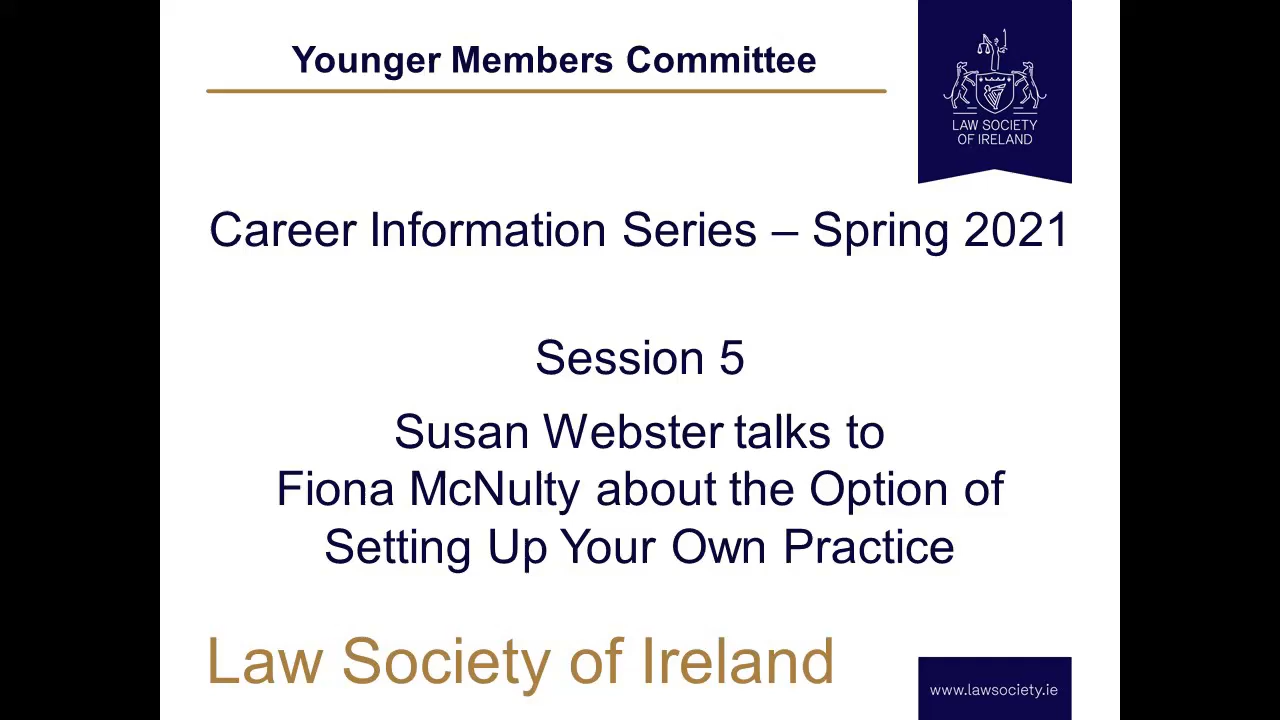 Younger Members Committee
LAW SOCIETY
OF IRELAND
Career Information Series – Spring 2021
Session 5
Susan Webster talks to
Fiona McNulty about the Option of
Setting Up Your Own Practice
Law Society of Ireland
www.lawsociety.ie